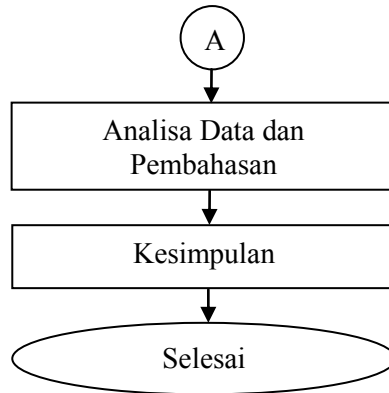 A
Analisa Data dan
Pembahasan
Kesimpulan
Selesai